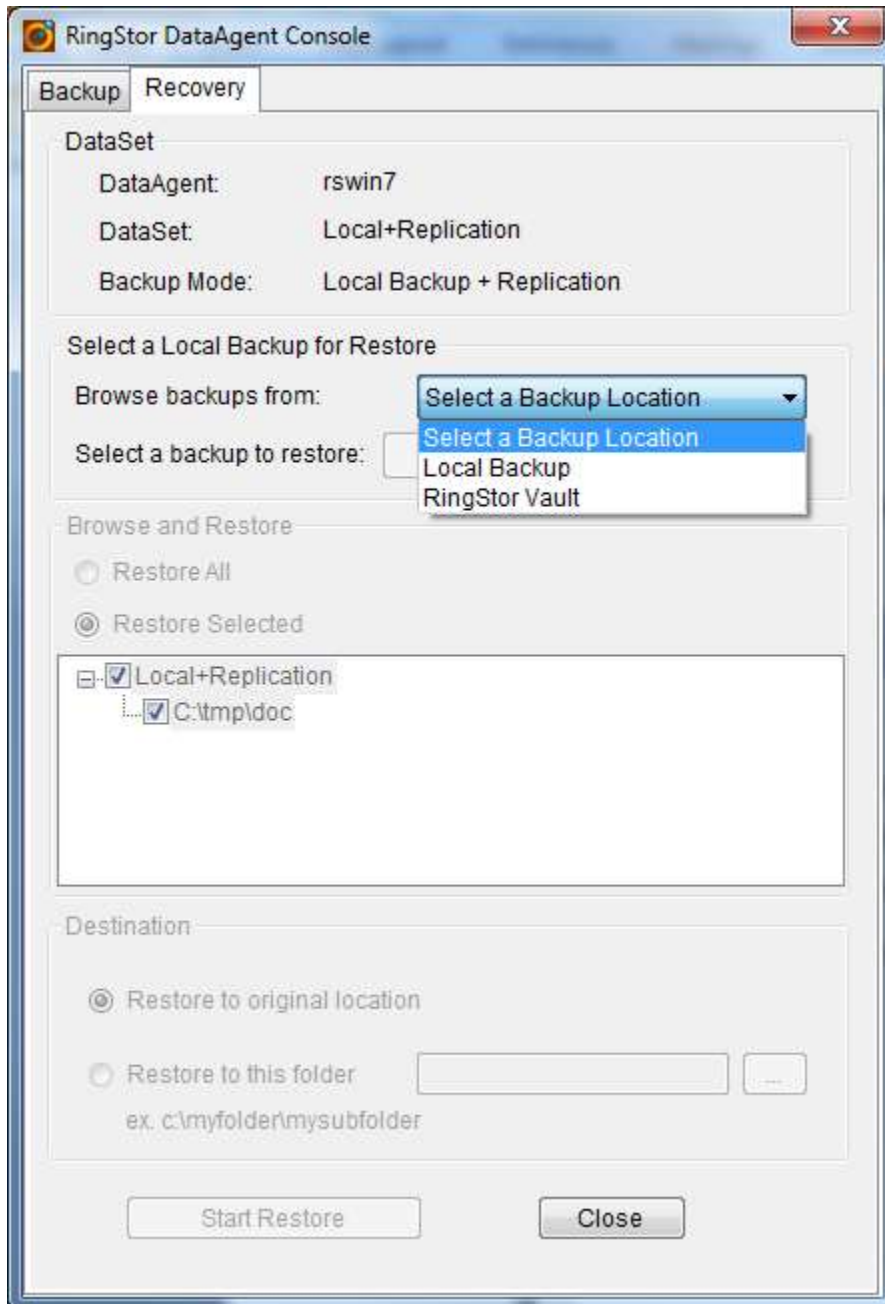 RingStor DataAgent Console
Backup Recovery
DataSet
DataAgent: rswin7
DataSet: Local+Replication
Backup Mode: Local Backup + Replication
Select a Local Backup for Restore
Browse backups from: Select a Backup Location
Select a backup to restore: Select a Backup Location
Local Backup
RingStor Vault
Browse and Restore
Restore All
Restore Selected
Local+Replication
C:\tmp\doc
Destination
Restore to original location
Restore to this folder ...
ex. c:\myfolder\mysubfolder
Start Restore Close